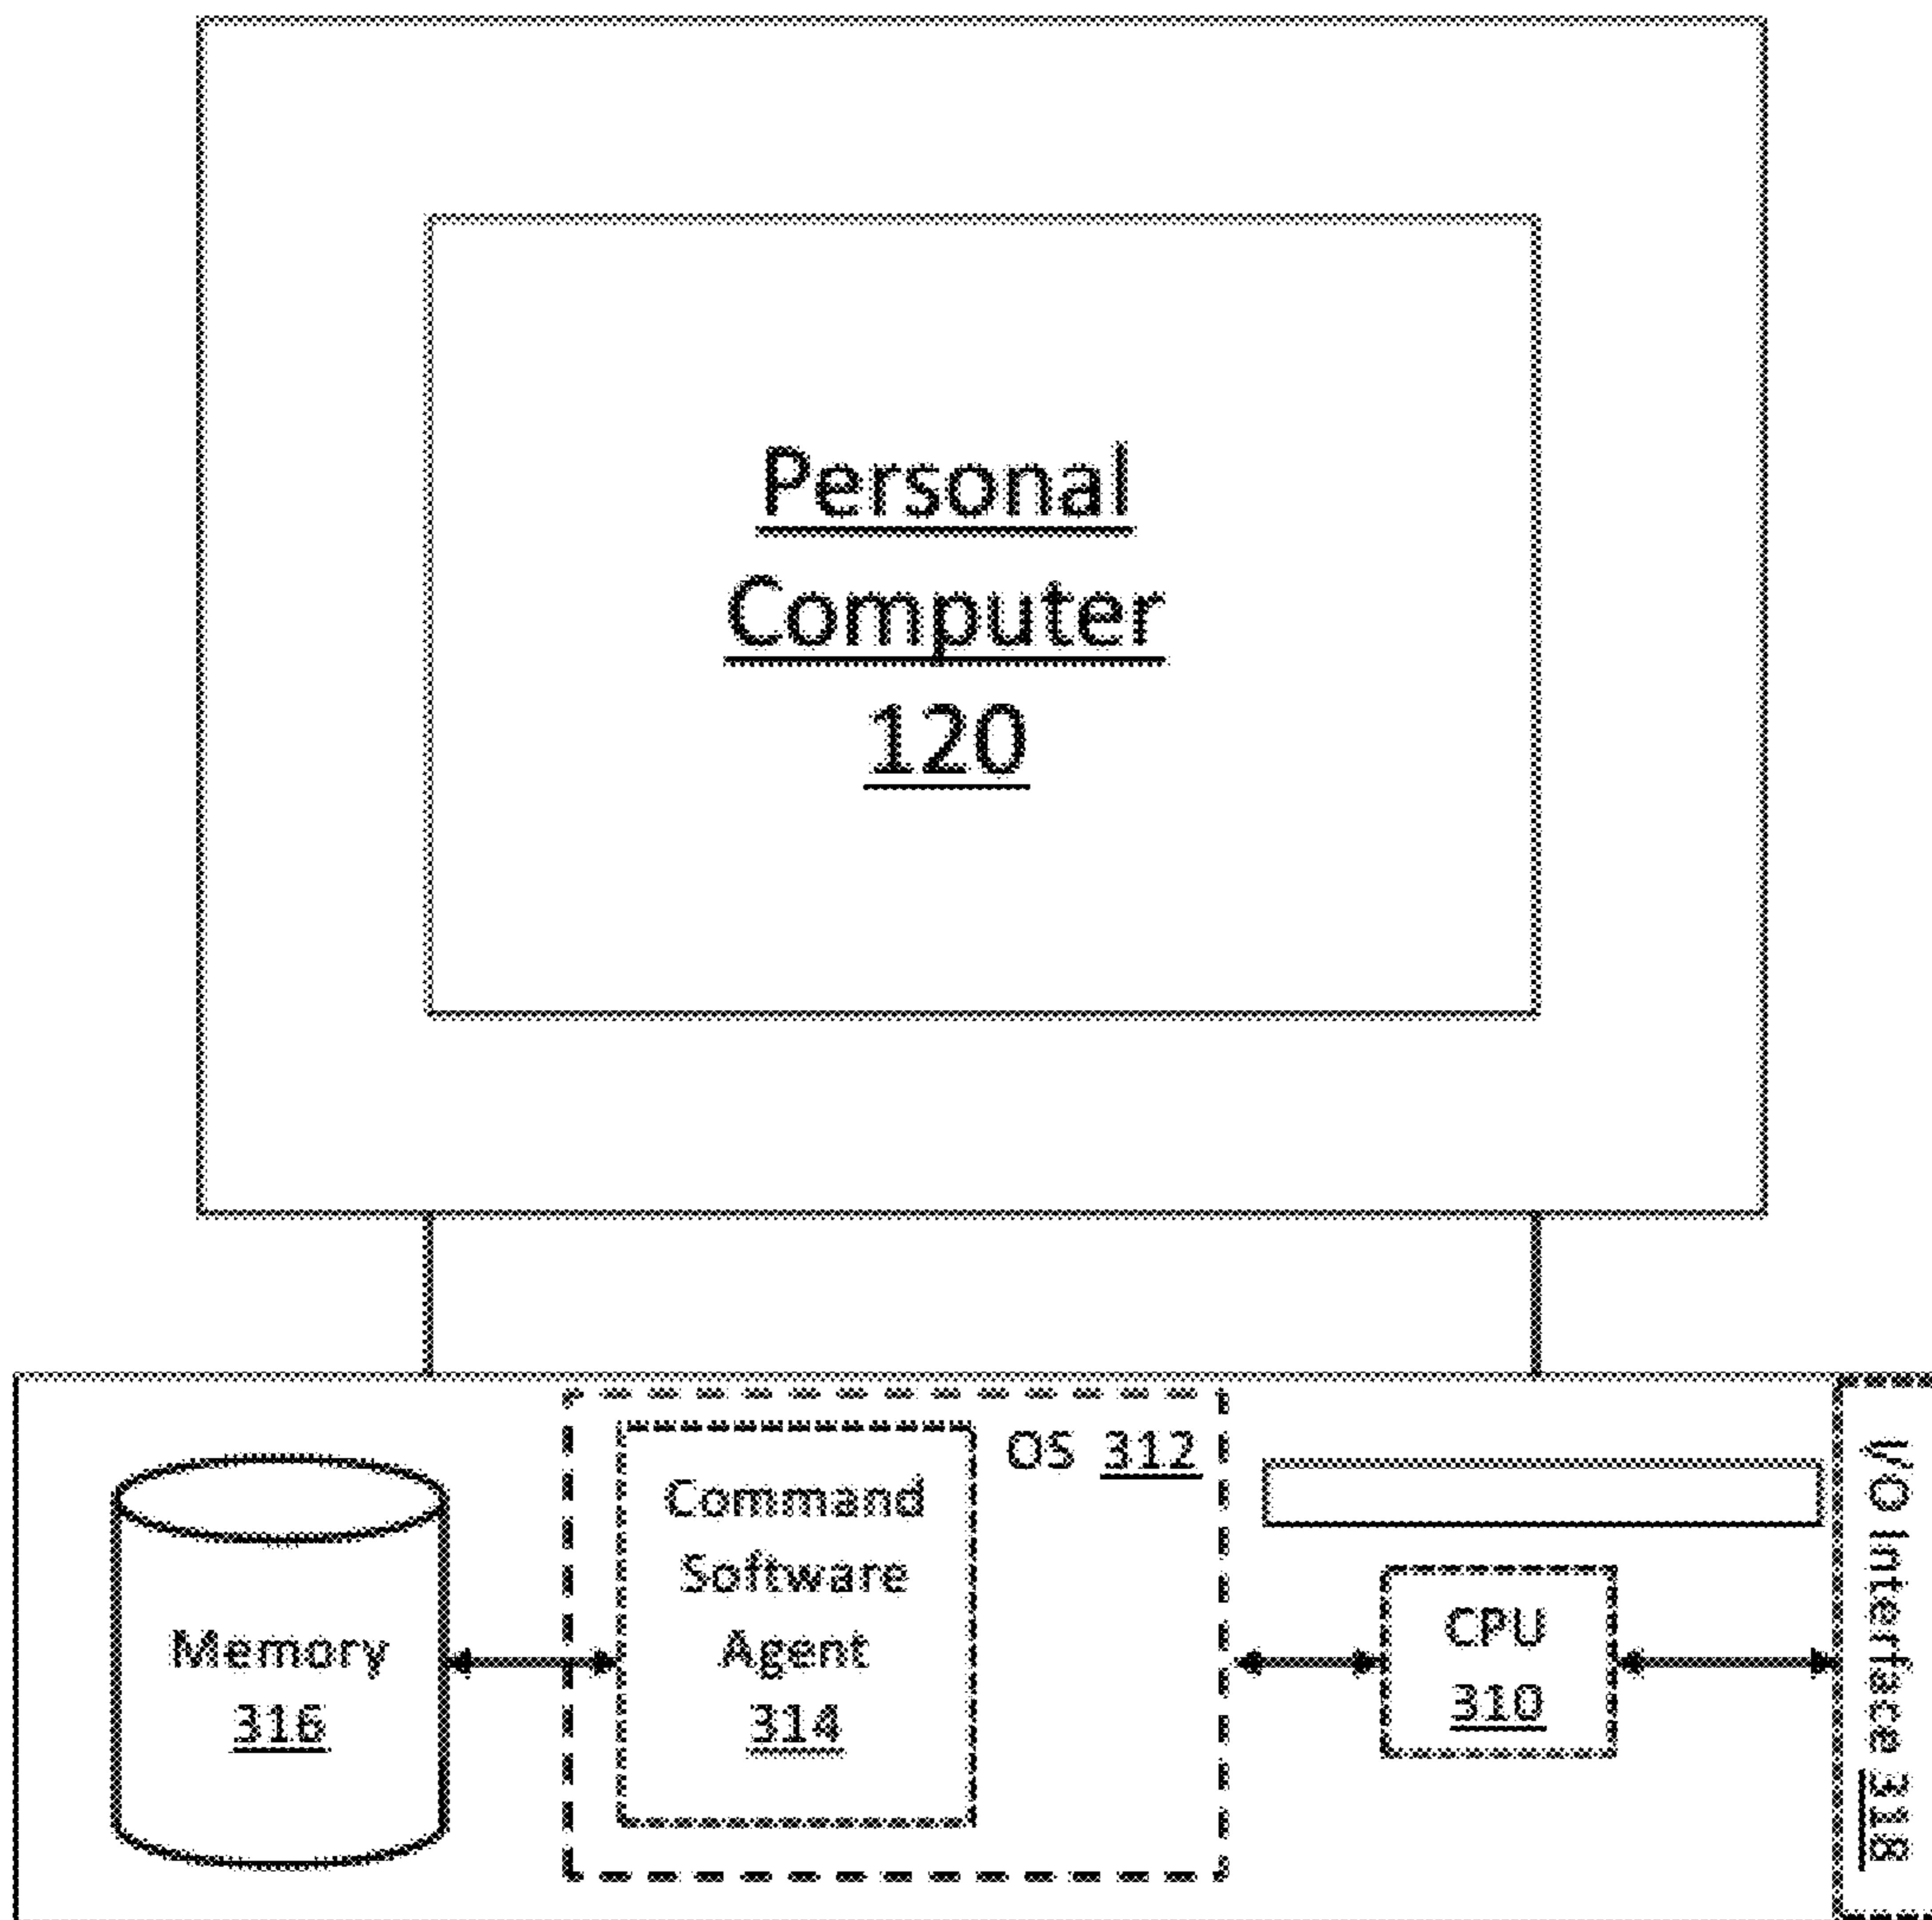 Personal
Computer
120
Memory
316
OS 312
Command
Software
Agent
314
CPU
310
I/O Interface 318